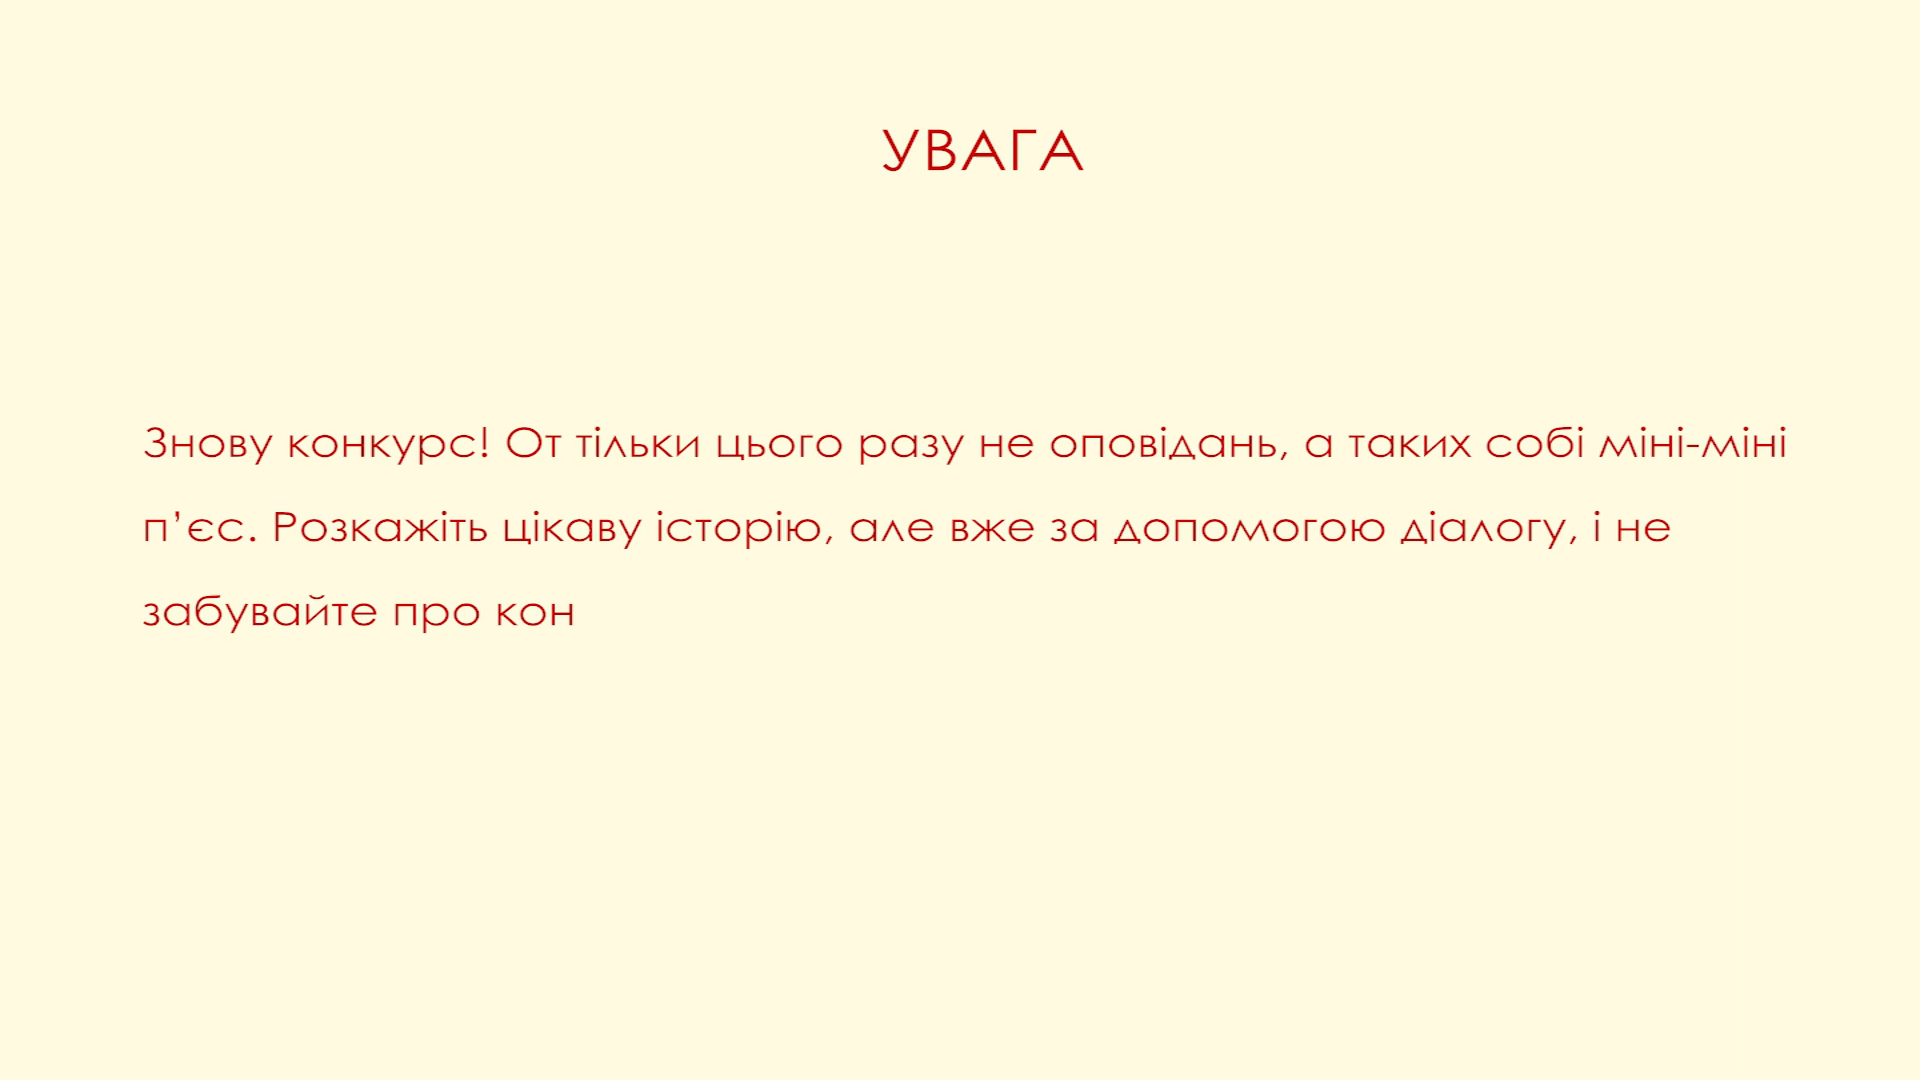 УВАГА
Знову конкурс! От тільки цього разу не оповідань, а таких собі міні-міні
п’єс. Розкажіть цікаву історію, але вже за допомогою діалогу, і не
забувайте про кон